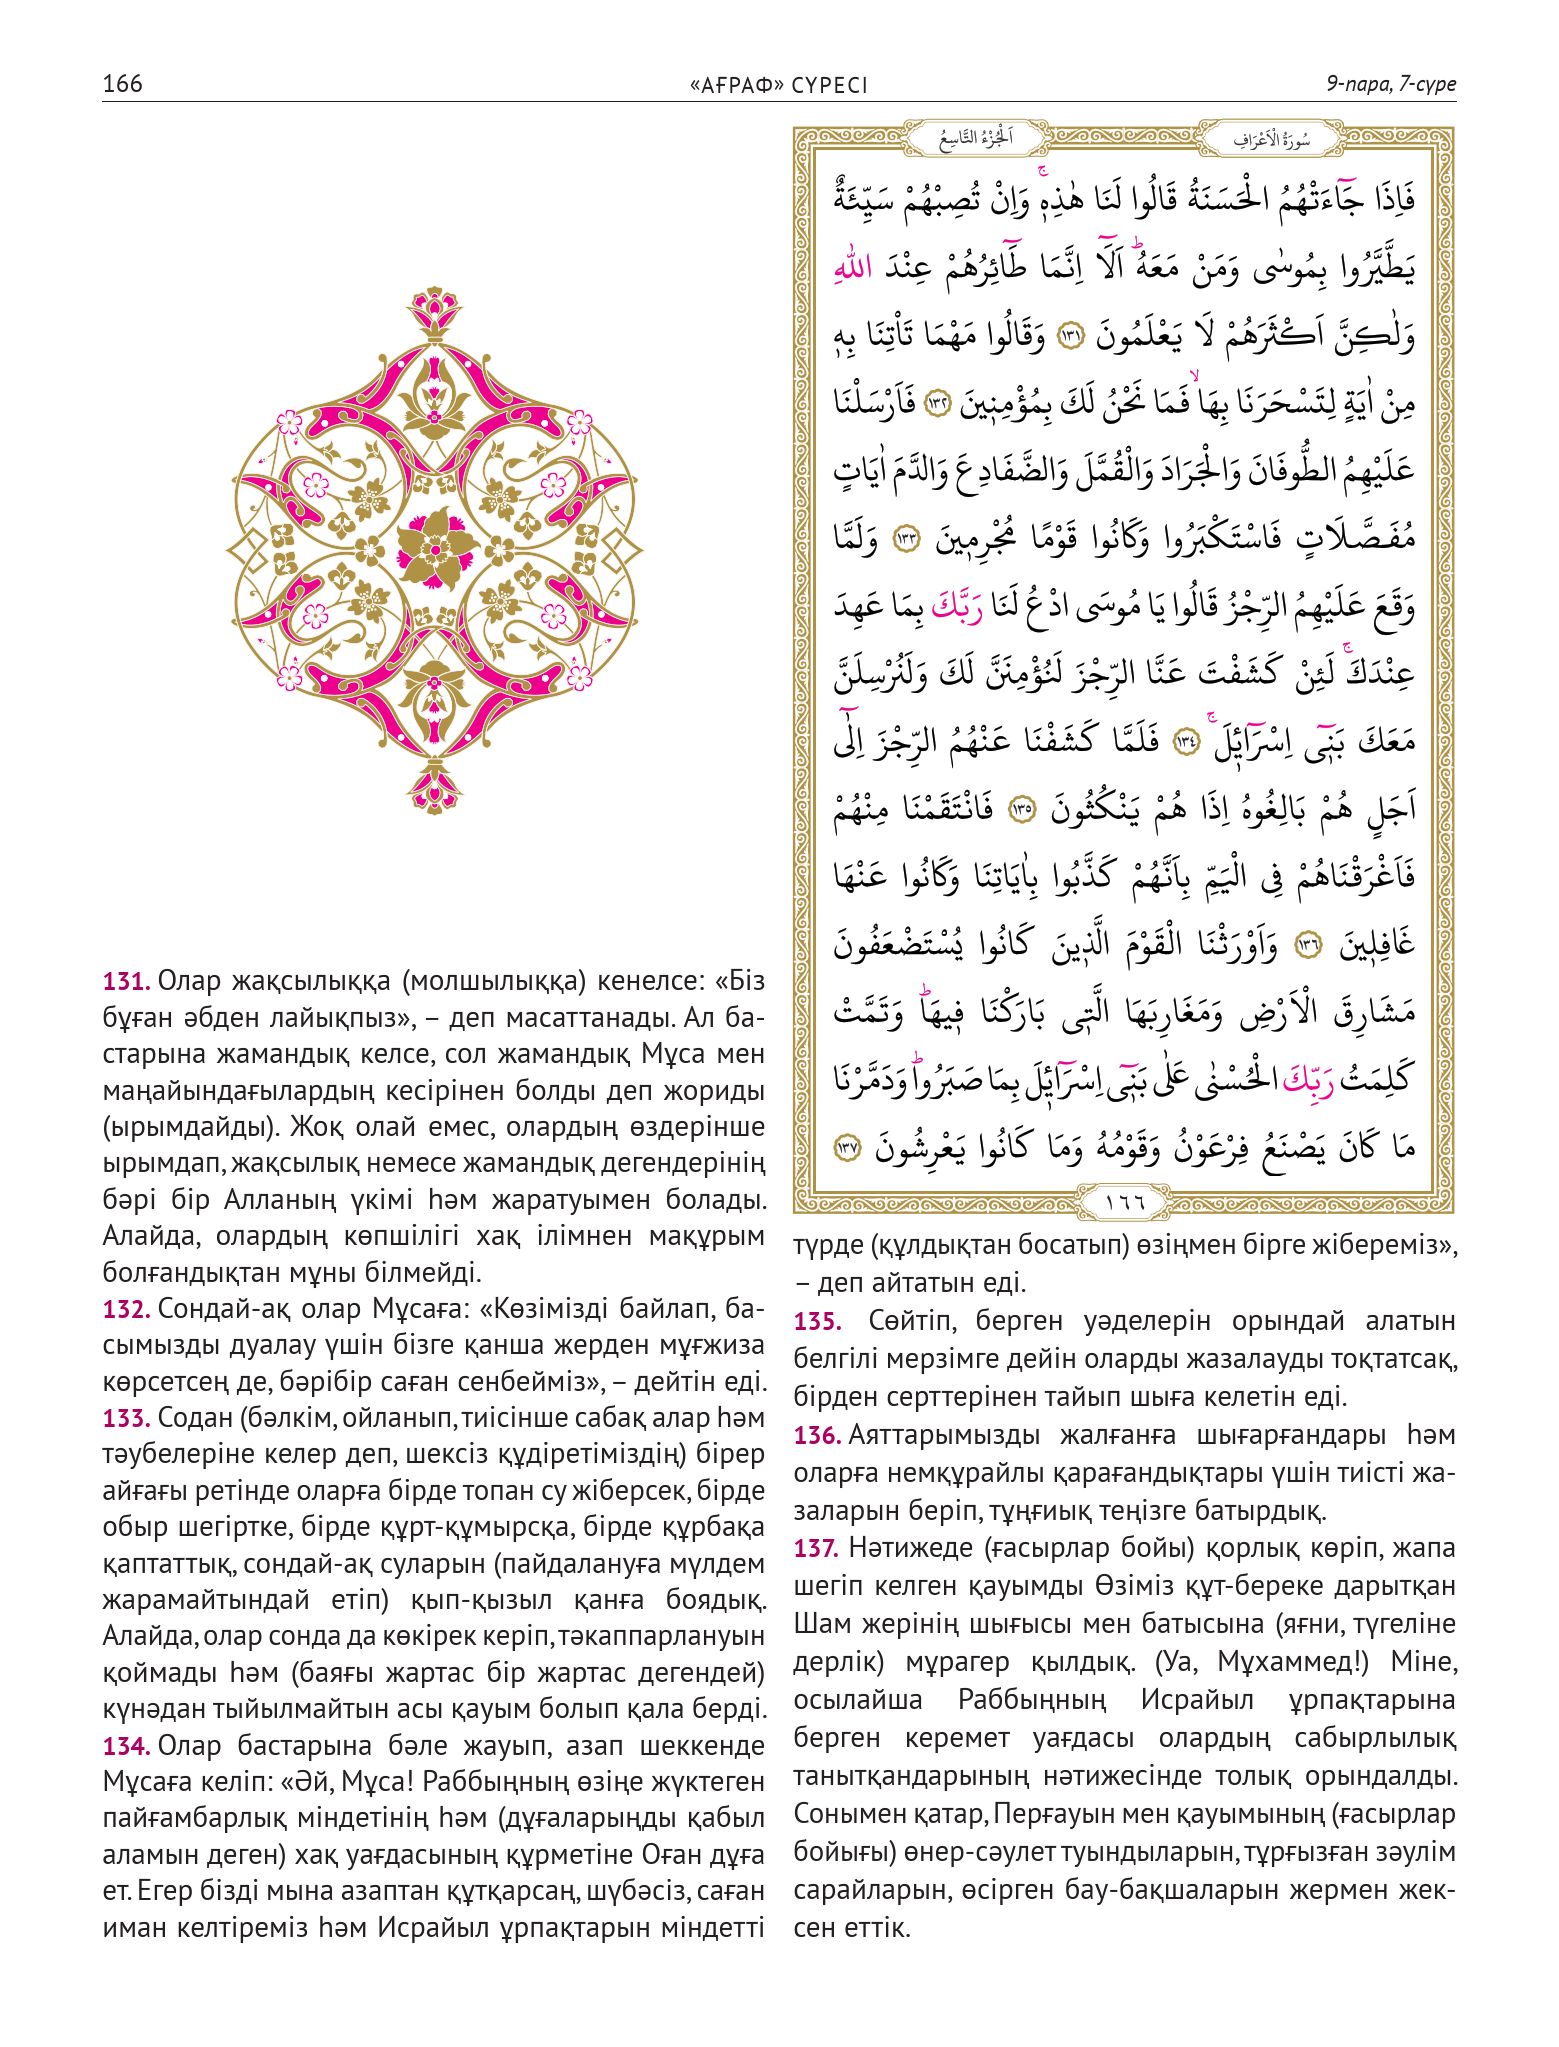 166
«АҒРАФ» СҮРЕСІ
9-пара, 7-сүре
اَلْجُزْءُ التَّاسِعُ
سُورَةُ الْاَعْرَافِ
فَاِذَا جَٓاءَتْهُمُ الْحَسَنَةُ قَالُوا لَنَا هٰذِه۪ۚ وَاِنْ تُصِبْهُمْ سَيِّئَةٌ
يَطَّيَّرُوا بِمُوسٰى وَمَنْ مَعَهُۜ اَلَٓا اِنَّمَا طَٓائِرُهُمْ عِنْدَ اللّٰهِ
وَلٰكِنَّ اَكْثَرَهُمْ لَا يَعْلَمُونَ ﴿١٣١﴾ وَقَالُوا مَهْمَا تَأْتِنَا بِه۪
مِنْ اٰيَةٍ لِتَسْحَرَنَا بِهَاۙ فَمَا نَحْنُ لَكَ بِمُؤْمِن۪ينَ ﴿١٣٢﴾ فَاَرْسَلْنَا
عَلَيْهِمُ الطُّوفَانَ وَالْجَرَادَ وَالْقُمَّلَ وَالضَّفَادِعَ وَالدَّمَ اٰيَاتٍ
مُفَصَّلَاتٍ فَاسْتَكْبَرُوا وَكَانُوا قَوْمًا مُجْرِم۪ينَ ﴿١٣٣﴾ وَلَمَّا
وَقَعَ عَلَيْهِمُ الرِّجْزُ قَالُوا يَا مُوسَى ادْعُ لَنَا رَبَّكَ بِمَا عَهِدَ
عِنْدَكَۚ لَئِنْ كَشَفْتَ عَنَّا الرِّجْزَ لَنُؤْمِنَنَّ لَكَ وَلَنُرْسِلَنَّ
مَعَكَ بَن۪ٓى اِسْرَٓاء۪يلَۚ ﴿١٣٤﴾ فَلَمَّا كَشَفْنَا عَنْهُمُ الرِّجْزَ اِلٰٓى
اَجَلٍ هُمْ بَالِغُوهُ اِذَا هُمْ يَنْكُثُونَ ﴿١٣٥﴾ فَانْتَقَمْنَا مِنْهُمْ
فَاَغْرَقْنَاهُمْ فِى الْيَمِّ بِاَنَّهُمْ كَذَّبُوا بِاٰيَاتِنَا وَكَانُوا عَنْهَا
غَافِل۪ينَ ﴿١٣٦﴾ وَاَوْرَثْنَا الْقَوْمَ الَّذ۪ينَ كَانُوا يُسْتَضْعَفُونَ
مَشَارِقَ الْاَرْضِ وَمَغَارِبَهَا الَّت۪ى بَارَكْنَا ف۪يهَاۜ وَتَمَّتْ
كَلِمَتُ رَبِّكَ الْحُسْنٰى عَلٰى بَن۪ٓى اِسْرَٓاء۪يلَ بِمَا صَبَرُواۜ وَدَمَّرْنَا
مَا كَانَ يَصْنَعُ فِرْعَوْنُ وَقَوْمُهُ وَمَا كَانُوا يَعْرِشُونَ ﴿١٣٧﴾
١٦٦
131. Олар жақсылыққа (молшылыққа) кенелсе: «Біз
бұған әбден лайықпыз», – деп масаттанады. Ал ба-
старына жамандық келсе, сол жамандық Мұса мен
маңайындағылардың кесірінен болды деп жориды
(ырымдайды). Жоқ олай емес, олардың өздерінше
ырымдап, жақсылық немесе жамандық дегендерінің
бәрі бір Алланың үкімі һәм жаратуымен болады.
Алайда, олардың көпшілігі хақ ілімнен мақұрым
болғандықтан мұны білмейді.
132. Сондай-ақ олар Мұсаға: «Көзімізді байлап, ба-
сымызды дуалау үшін бізге қанша жерден мұғжиза
көрсетсең де, бәрібір саған сенбейміз», – дейтін еді.
133. Содан (бәлкім, ойланып, тиісінше сабақ алар һәм
тәубелеріне келер деп, шексіз құдіретіміздің) бірер
айғағы ретінде оларға бірде топан су жіберсек, бірде
обыр шегіртке, бірде құрт-құмырсқа, бірде құрбақа
қаптаттық, сондай-ақ суларын (пайдалануға мүлдем
жарамайтындай етіп) қып-қызыл қанға боядық.
Алайда, олар сонда да көкірек керіп, тәкаппарлануын
қоймады һәм (баяғы жартас бір жартас дегендей)
күнәдан тыйылмайтын асы қауым болып қала берді.
134. Олар бастарына бәле жауып, азап шеккенде
Мұсаға келіп: «Әй, Мұса! Раббыңның өзіңе жүктеген
пайғамбарлық міндетінің һәм (дұғаларыңды қабыл
аламын деген) хақ уағдасының құрметіне Оған дұға
ет. Егер бізді мына азаптан құтқарсаң, шүбәсіз, саған
иман келтіреміз һәм Исрайыл ұрпақтарын міндетті
түрде (құлдықтан босатып) өзіңмен бірге жібереміз»,
– деп айтатын еді.
135. Сөйтіп, берген уәделерін орындай алатын
белгілі мерзімге дейін оларды жазалауды тоқтатсақ,
бірден серттерінен тайып шыға келетін еді.
136. Аяттарымызды жалғанға шығарғандары һәм
оларға немқұрайлы қарағандықтары үшін тиісті жа-
заларын беріп, тұңғиық теңізге батырдық.
137. Нәтижеде (ғасырлар бойы) қорлық көріп, жапа
шегіп келген қауымды Өзіміз құт-береке дарытқан
Шам жерінің шығысы мен батысына (яғни, түгеліне
дерлік) мұрагер қылдық. (Уа, Мұхаммед!) Міне,
осылайша Раббыңның Исрайыл ұрпақтарына
берген керемет уағдасы олардың сабырлылық
танытқандарының нәтижесінде толық орындалды.
Сонымен қатар, Перғауын мен қауымының (ғасырлар
бойығы) өнер-сәулет туындыларын, тұрғызған зәулім
сарайларын, өсірген бау-бақшаларын жермен жек-
сен еттік.